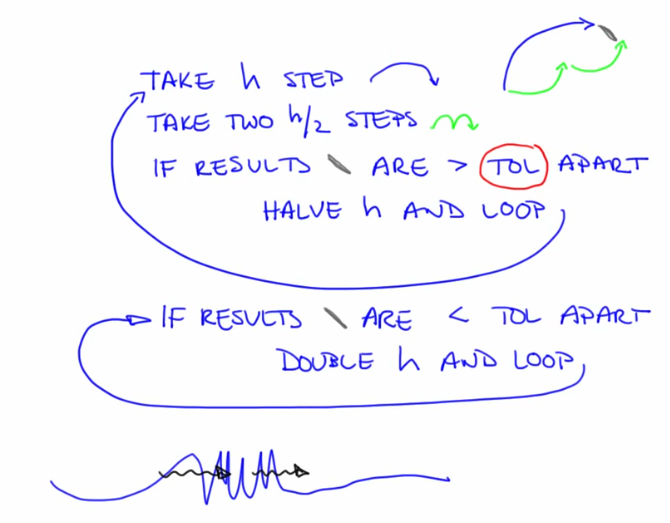 TAKE h STEP
TAKE TWO h/2 STEPS
IF RESULTS ARE > TOL APART
HALVE h AND LOOP
IF RESULTS ARE < TOL APART
DOUBLE h AND LOOP